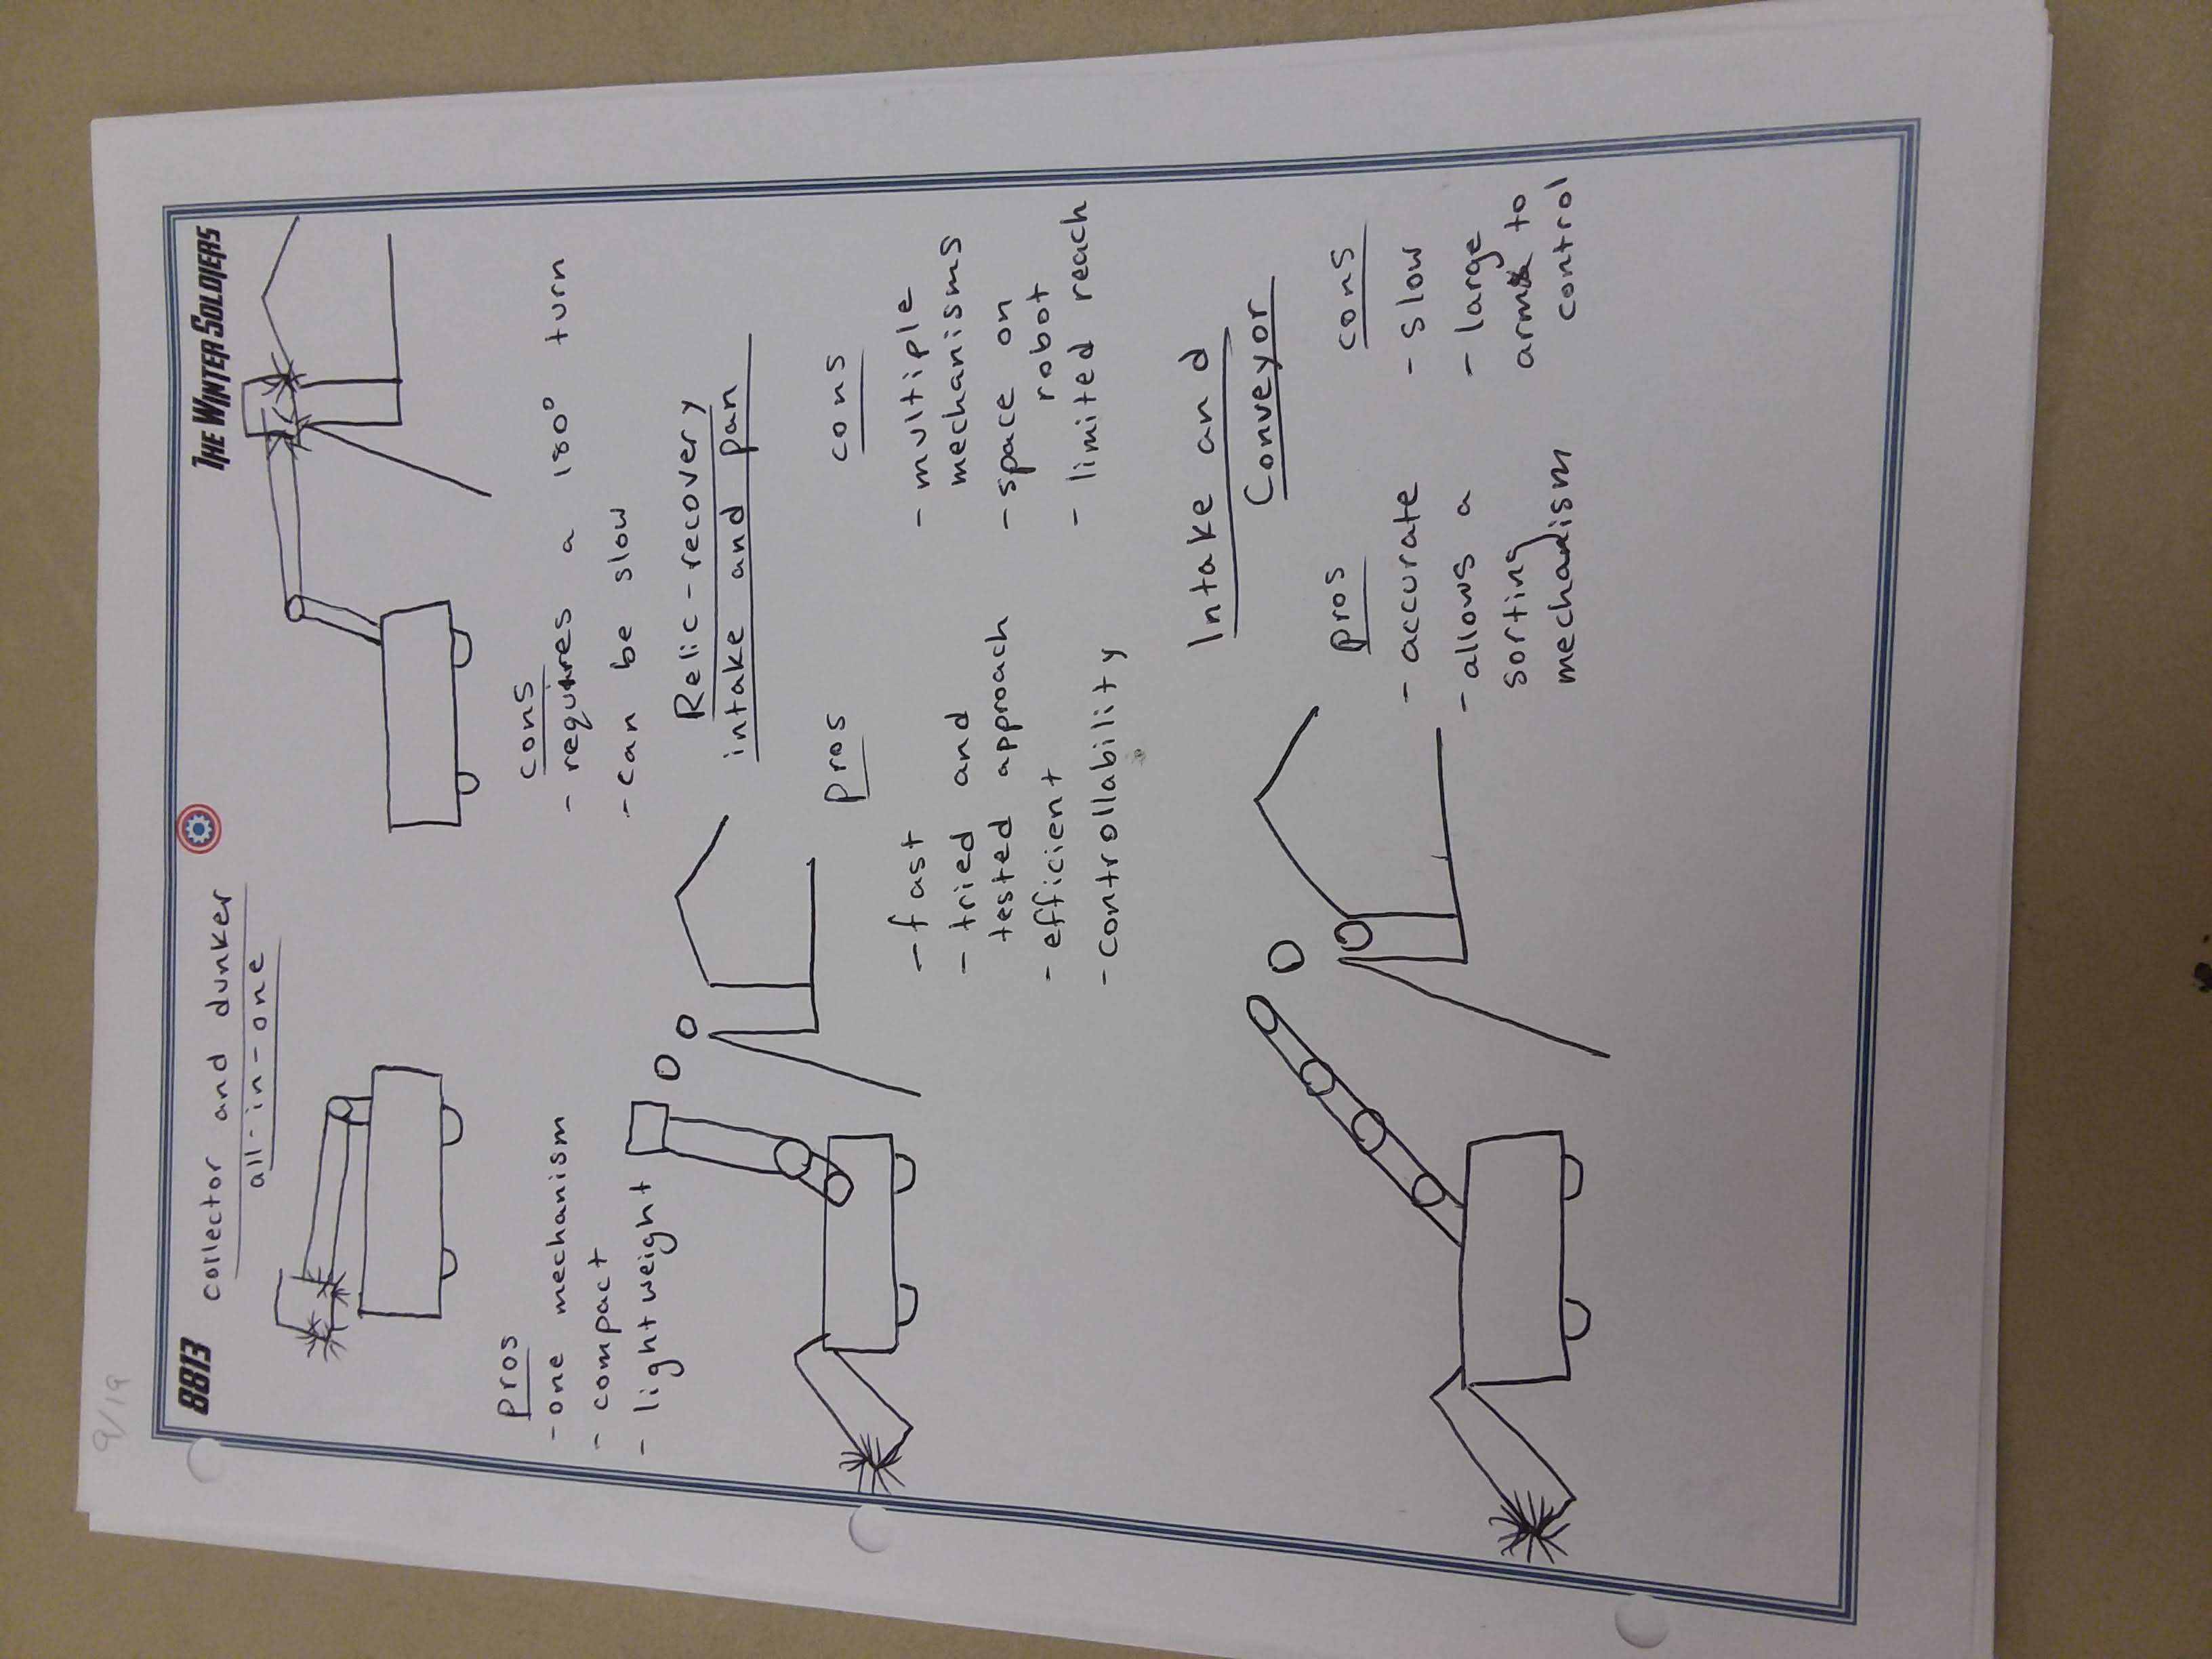 9/19
8813
THE WINTER SOLDIERS
collector and dunker
all-in-one
pros
- one mechanism
- compact
- lightweight
cons
- requires a 180° turn
- can be slow
Relic-recovery
intake and pan
pros
- fast
- tried and
tested approach
- efficient
- controllability
cons
- multiple
mechanisms
- space on
robot
- limited reach
Intake and
Conveyor
pros
- accurate
- allows a
sorting
mechanism
cons
- slow
- large
arm to
control